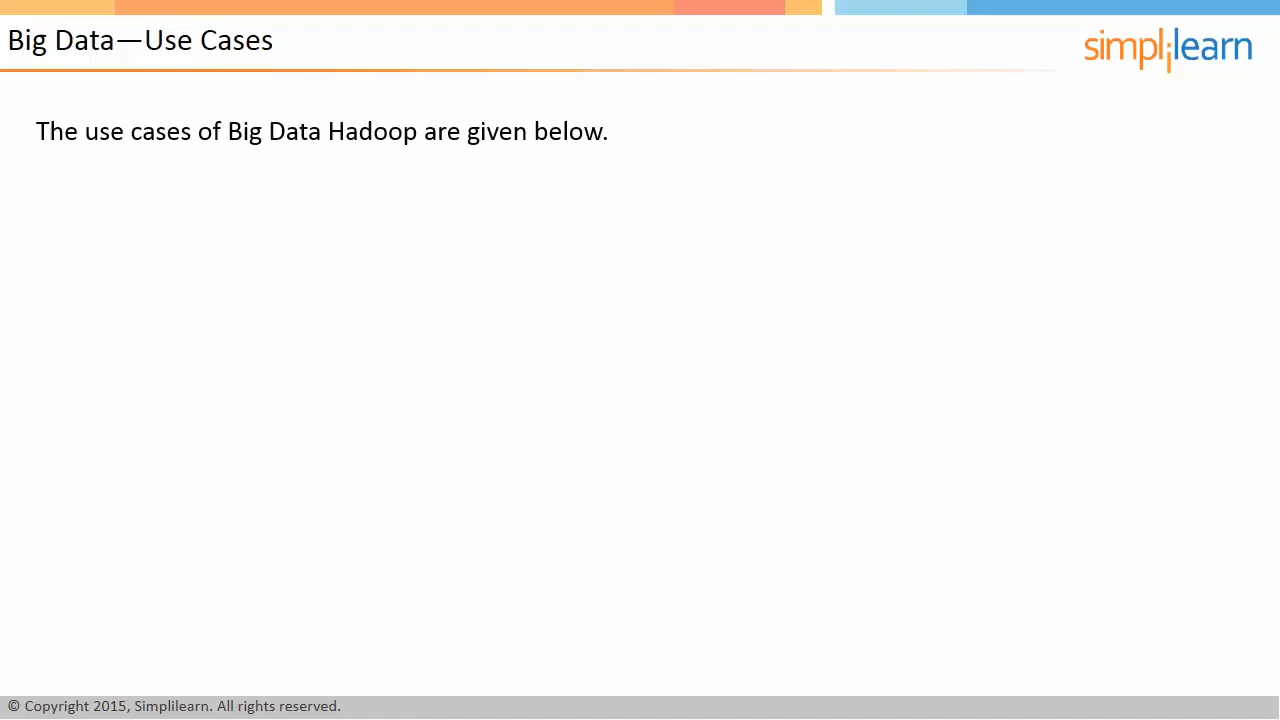 Big Data—Use Cases
simplilearn
The use cases of Big Data Hadoop are given below.
© Copyright 2015, Simplilearn. All rights reserved.